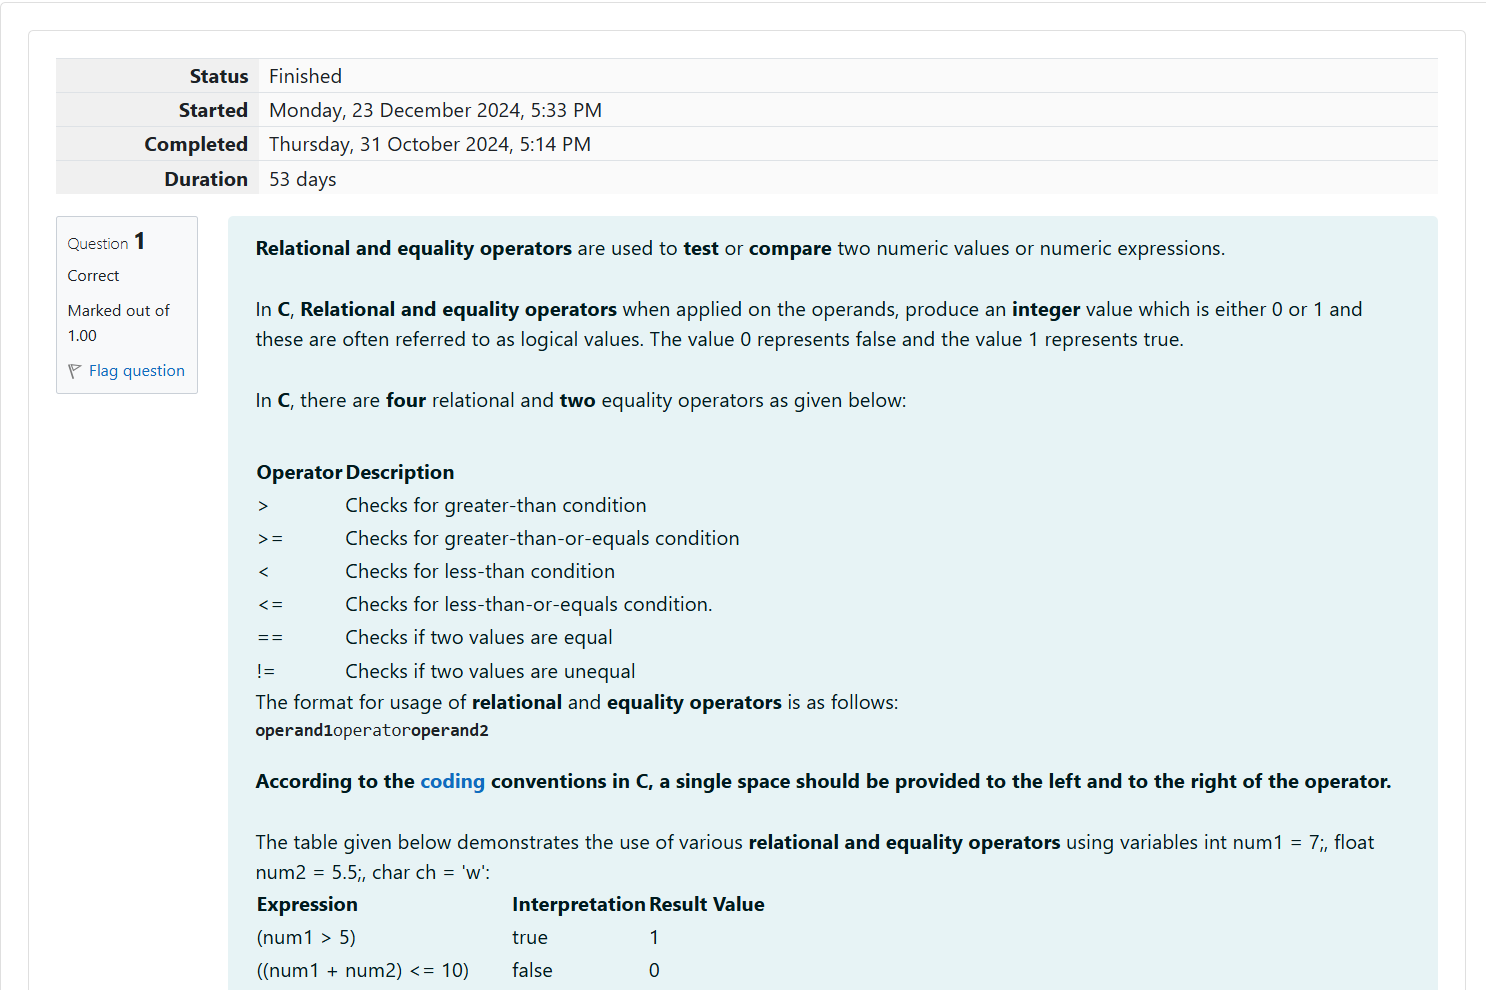 Status Finished
Started Monday, 23 December 2024, 5:33 PM
Completed Thursday, 31 October 2024, 5:14 PM
Duration 53 days
Question 1
Correct
Marked out of
1.00
Flag question
Relational and equality operators are used to test or compare two numeric values or numeric expressions.
In C, Relational and equality operators when applied on the operands, produce an integer value which is either 0 or 1 and
these are often referred to as logical values. The value 0 represents false and the value 1 represents true.
In C, there are four relational and two equality operators as given below:
Operator Description
> Checks for greater-than condition
>= Checks for greater-than-or-equals condition
< Checks for less-than condition
<= Checks for less-than-or-equals condition.
== Checks if two values are equal
!= Checks if two values are unequal
The format for usage of relational and equality operators is as follows:
operand1operatoroperand2
According to the coding conventions in C, a single space should be provided to the left and to the right of the operator.
The table given below demonstrates the use of various relational and equality operators using variables int num1 = 7;, float
num2 = 5.5;, char ch = 'w':
Expression Interpretation Result Value
(num1 > 5) true 1
((num1 + num2) <= 10) false 0